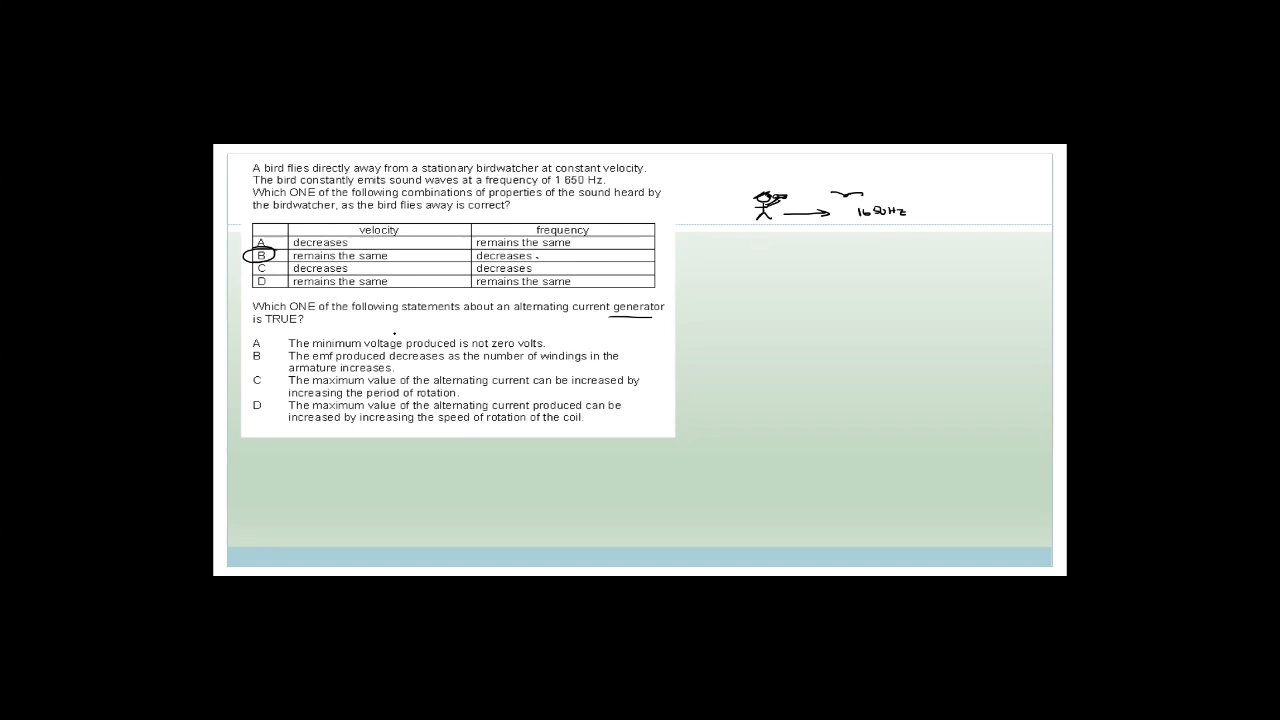 A bird flies directly away from a stationary birdwatcher at constant velocity.
The bird constantly emits sound waves at a frequency of 1 650 Hz.
Which ONE of the following combinations of properties of the sound heard by
the birdwatcher, as the bird flies away is correct?
1650Hz
velocity frequency
A decreases remains the same
B remains the same decreases
C decreases decreases
D remains the same remains the same
Which ONE of the following statements about an alternating current generator
is TRUE?
A The minimum voltage produced is not zero volts.
B The emf produced decreases as the number of windings in the
armature increases.
C The maximum value of the alternating current can be increased by
increasing the period of rotation.
D The maximum value of the alternating current produced can be
increased by increasing the speed of rotation of the coil.